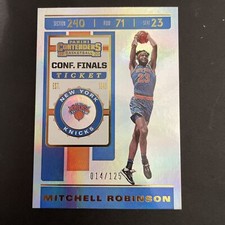 SECTION 240 ROW 71 SEAT 23
PANINI
CONTENDERS
BASKETBALL
CONF. FINALS
TICKET
NEW YORK
KNICKS
014/125
MITCHELL ROBINSON